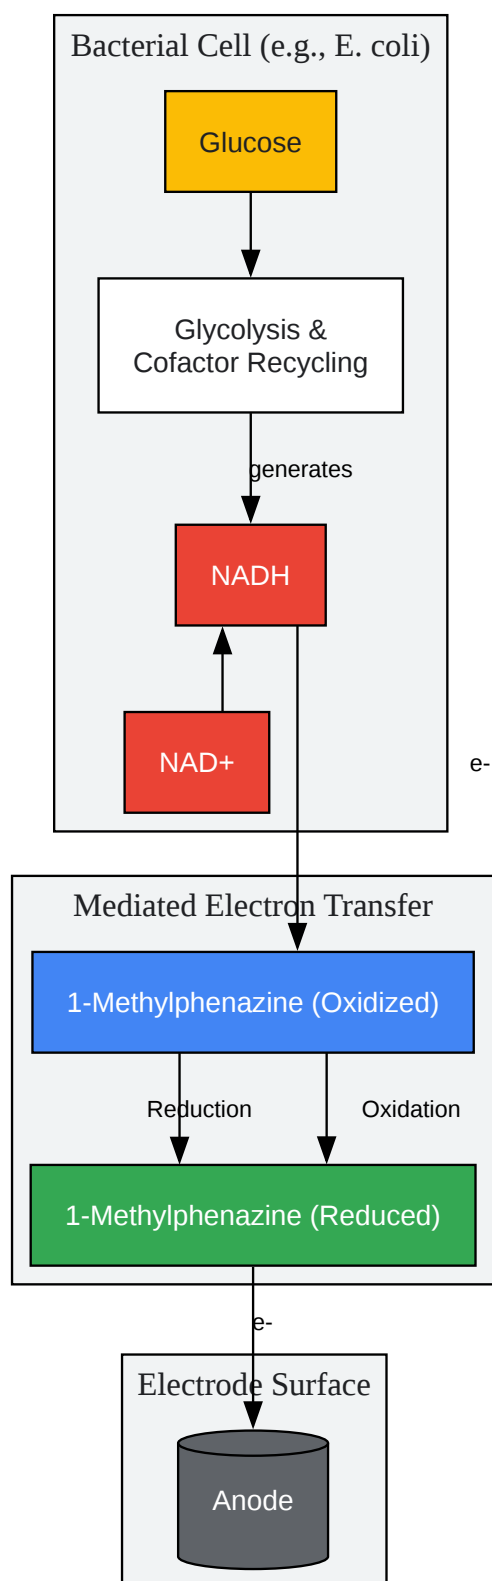 Bacterial Cell (e.g., E. coli)
Glucose
Glycolysis &
Cofactor Recycling
generates
NADH
NAD+
e-
Mediated Electron Transfer
1-Methylphenazine (Oxidized)
Reduction
Oxidation
1-Methylphenazine (Reduced)
e-
Electrode Surface
Anode